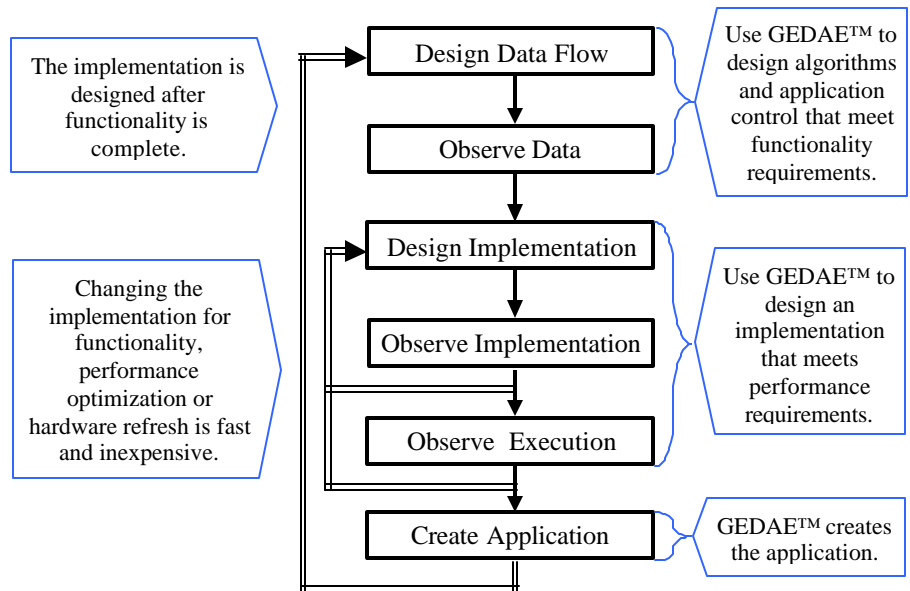 The implementation is
designed after
functionality is
complete.
Changing the
implementation for
functionality,
performance
optimization or
hardware refresh is fast
and inexpensive.
Design Data Flow
Observe Data
Design Implementation
Observe Implementation
Observe Execution
Create Application
Use GEDAE™ to
design algorithms
and application
control that meet
functionality
requirements.
Use GEDAE™ to
design an
implementation
that meets
performance
requirements.
GEDAE™ creates
the application.